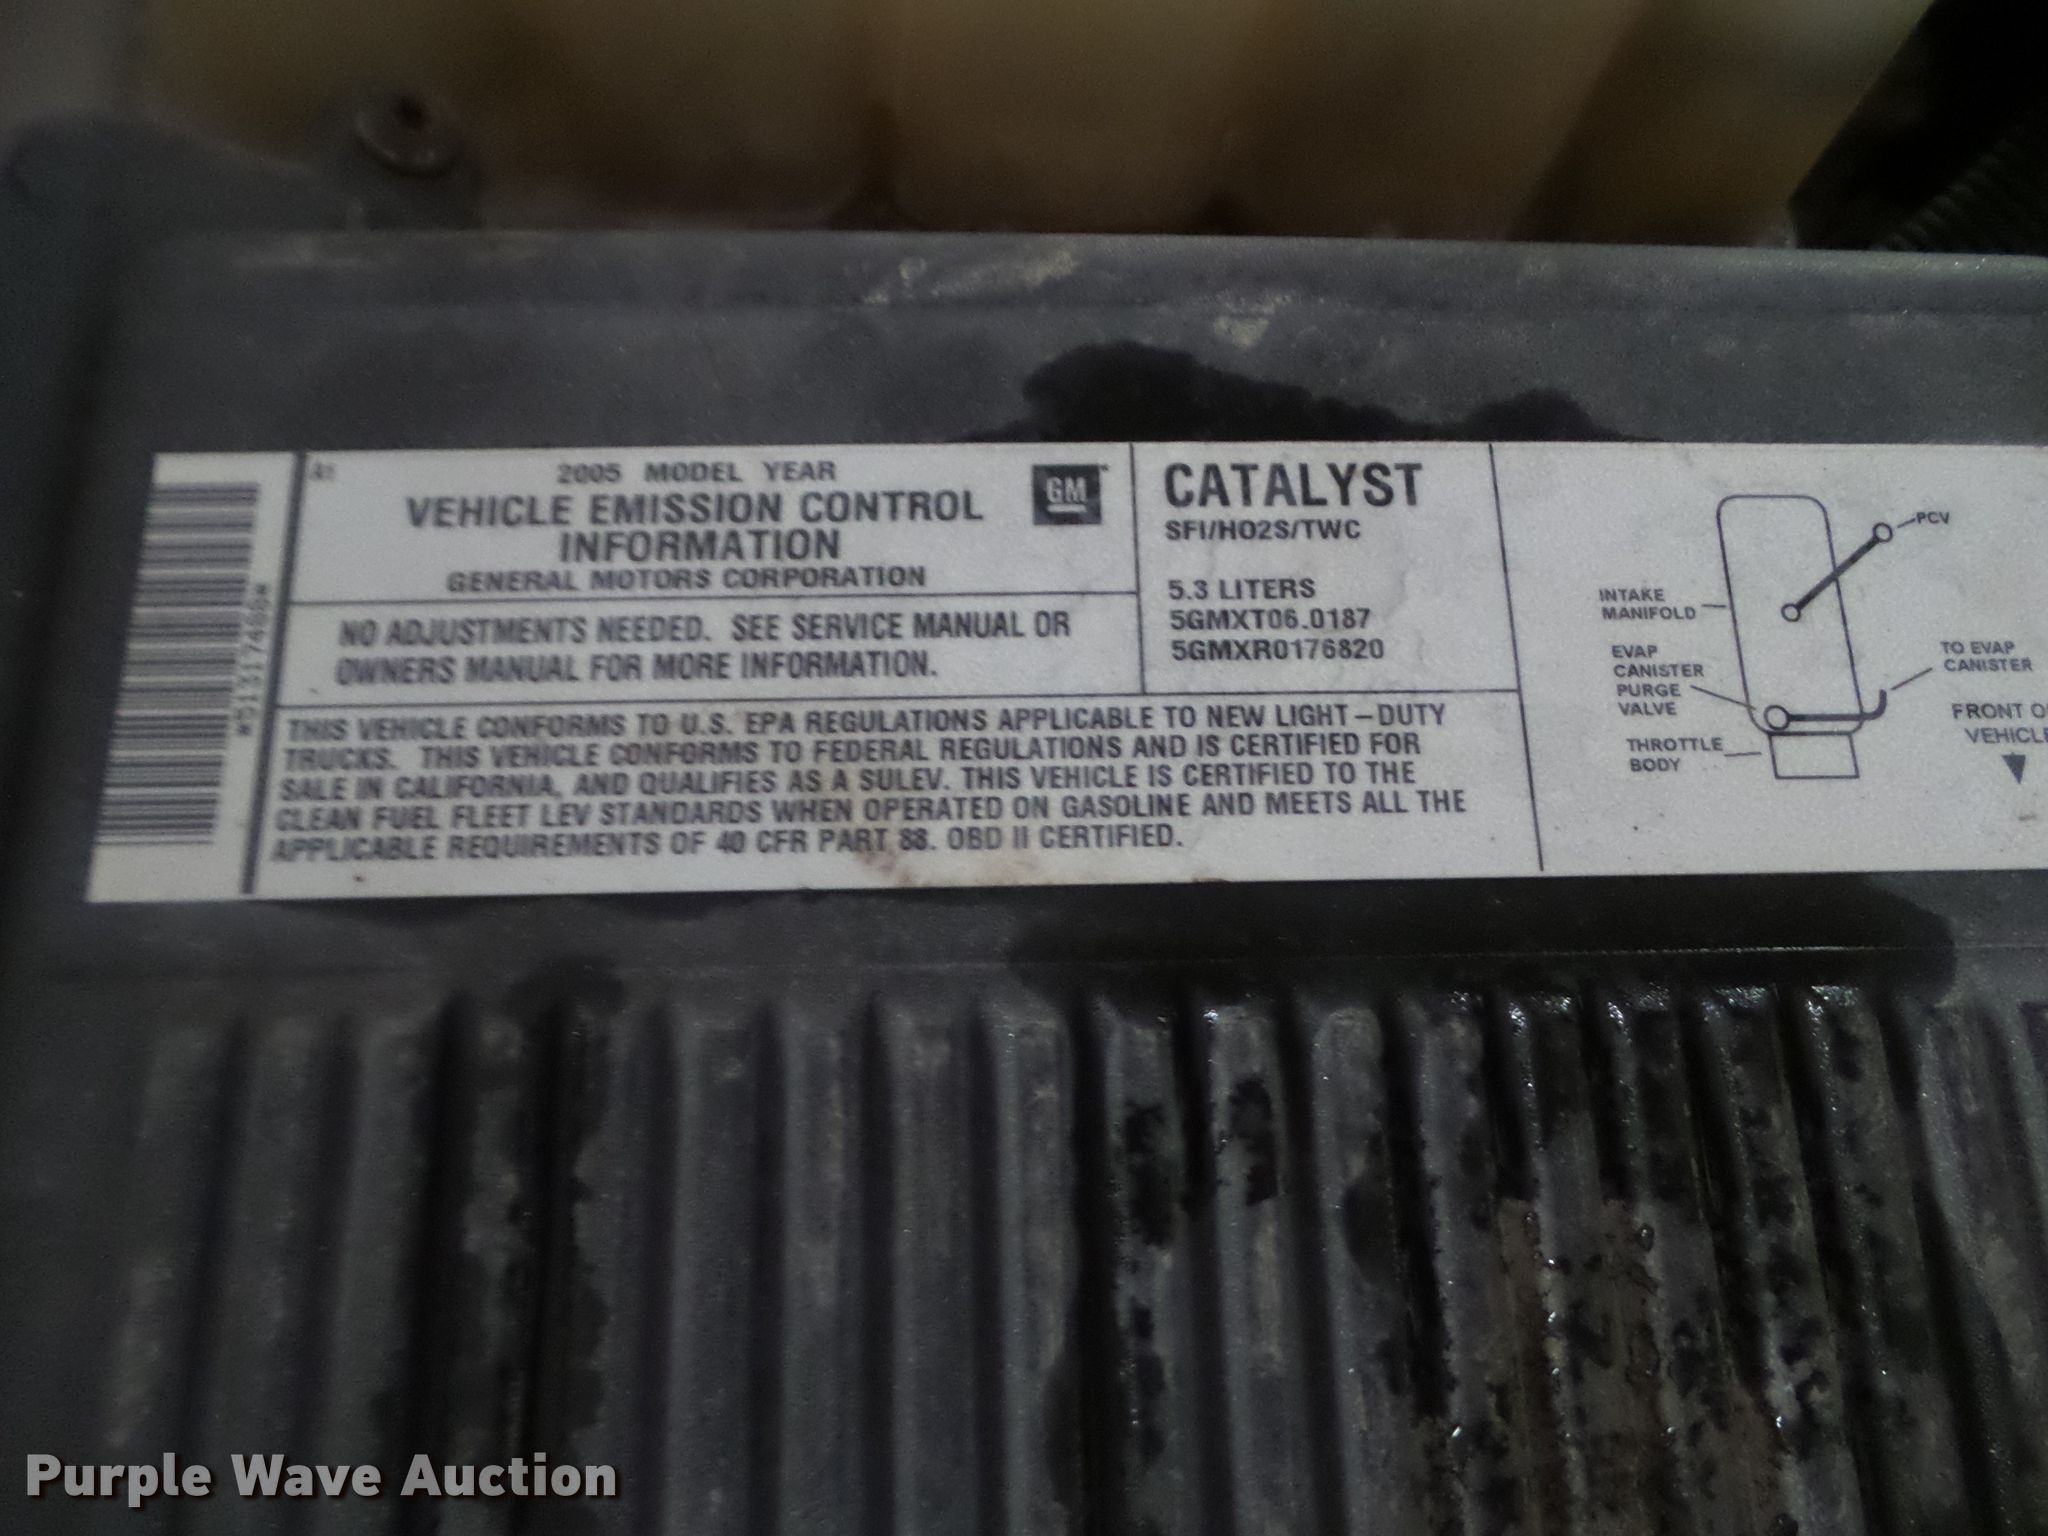 2005 MODEL YEAR
VEHICLE EMISSION CONTROL
INFORMATION
GENERAL MOTORS CORPORATION
GM
NO ADJUSTMENTS NEEDED. SEE SERVICE MANUAL OR
OWNERS MANUAL FOR MORE INFORMATION.
CATALYST
SFI/HO2S/TWC
5.3 LITERS
5GMXT06.0187
5GMXR0176820
THIS VEHICLE CONFORMS TO U.S. EPA REGULATIONS APPLICABLE TO NEW LIGHT-DUTY
TRUCKS. THIS VEHICLE CONFORMS TO FEDERAL REGULATIONS AND IS CERTIFIED FOR
SALE IN CALIFORNIA, AND QUALIFIES AS A SULEV. THIS VEHICLE IS CERTIFIED TO THE
CLEAN FUEL FLEET LEV STANDARDS WHEN OPERATED ON GASOLINE AND MEETS ALL THE
APPLICABLE REQUIREMENTS OF 40 CFR PART 88. OBD II CERTIFIED.
PCV
INTAKE
MANIFOLD
EVAP
CANISTER
PURGE
VALVE
THROTTLE
BODY
TO EVAP
CANISTER
FRONT
VEHICLE
Purple Wave Auction